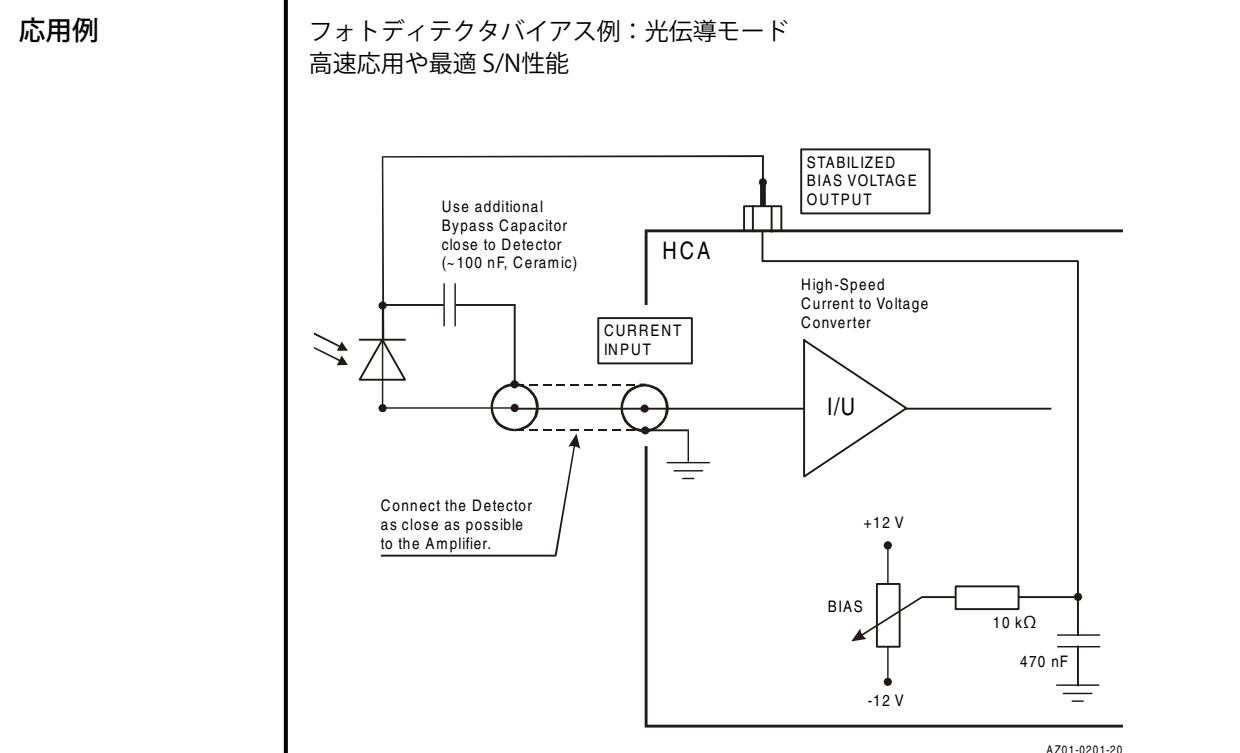 応用例
フォトディテクタバイアス例：光伝導モード
高速応用や最適 S/N性能
STABILIZED
BIAS VOLTAGE
OUTPUT
Use additional
Bypass Capacitor
close to Detector
(~100 nF, Ceramic)
HCA
High-Speed
Current to Voltage
Converter
CURRENT
INPUT
I/U
Connect the Detector
as close as possible
to the Amplifier.
+12 V
BIAS
10 kΩ
470 nF
-12 V
AZ01-0201-20